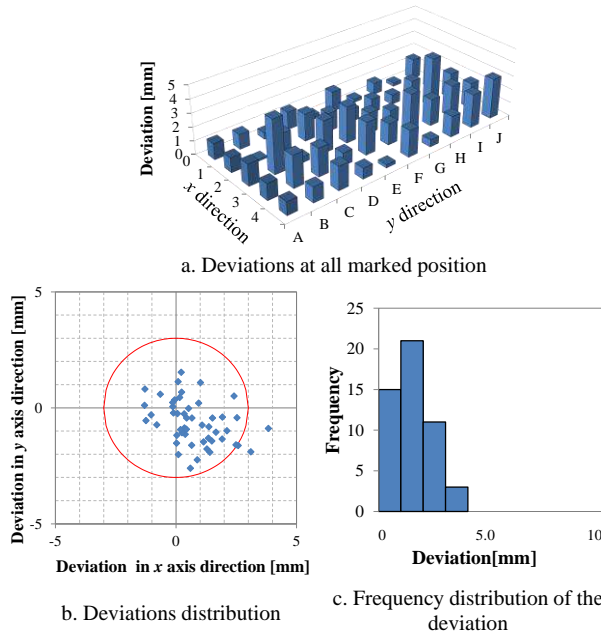 5
4
3
2
1
0
Deviation [mm]
0
1
2
3
4
x direction
A
B
C
D
E
F
G
H
I
J
y direction
a. Deviations at all marked position
5
0
-5
Deviation in y axis direction [mm]
-5
0
5
Deviation in x axis direction [mm]
b. Deviations distribution
25
20
15
10
5
0
Frequency
0
5.0
10
Deviation[mm]
c. Frequency distribution of the
deviation